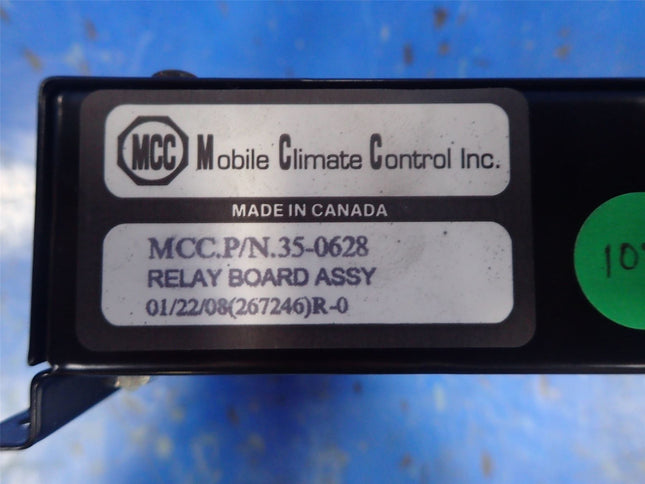 MCC Mobile Climate Control Inc.
MADE IN CANADA
MCC.P/N.35-0628
RELAY BOARD ASSY
01/22/08(267246)R-0